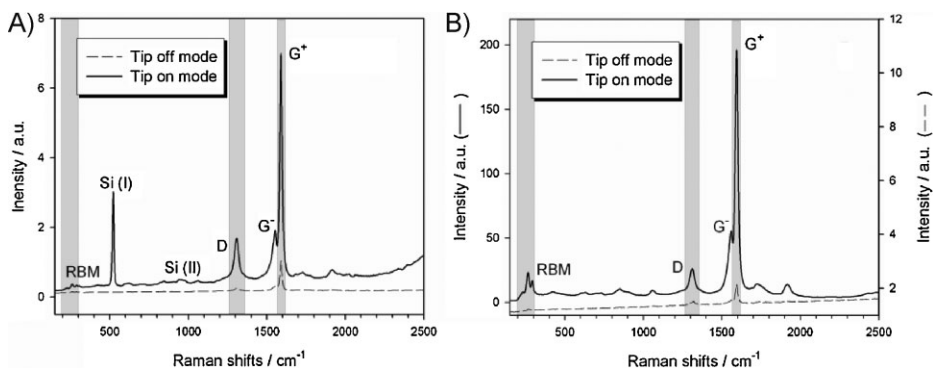 A)
Inensity / a.u.
8
6
4
2
0
Tip off mode
Tip on mode
G+
Si (I)
RBM
Si (II)
D
G-
500 1000 1500 2000 2500
Raman shifts / cm-1
B)
Intensity / a.u. (—)
200
150
100
50
0
Tip off mode
Tip on mode
G+
G-
RBM
D
12
10
8
6
4
2
Intensity / a.u. (– –)
500 1000 1500 2000 2500
Raman shifts / cm-1